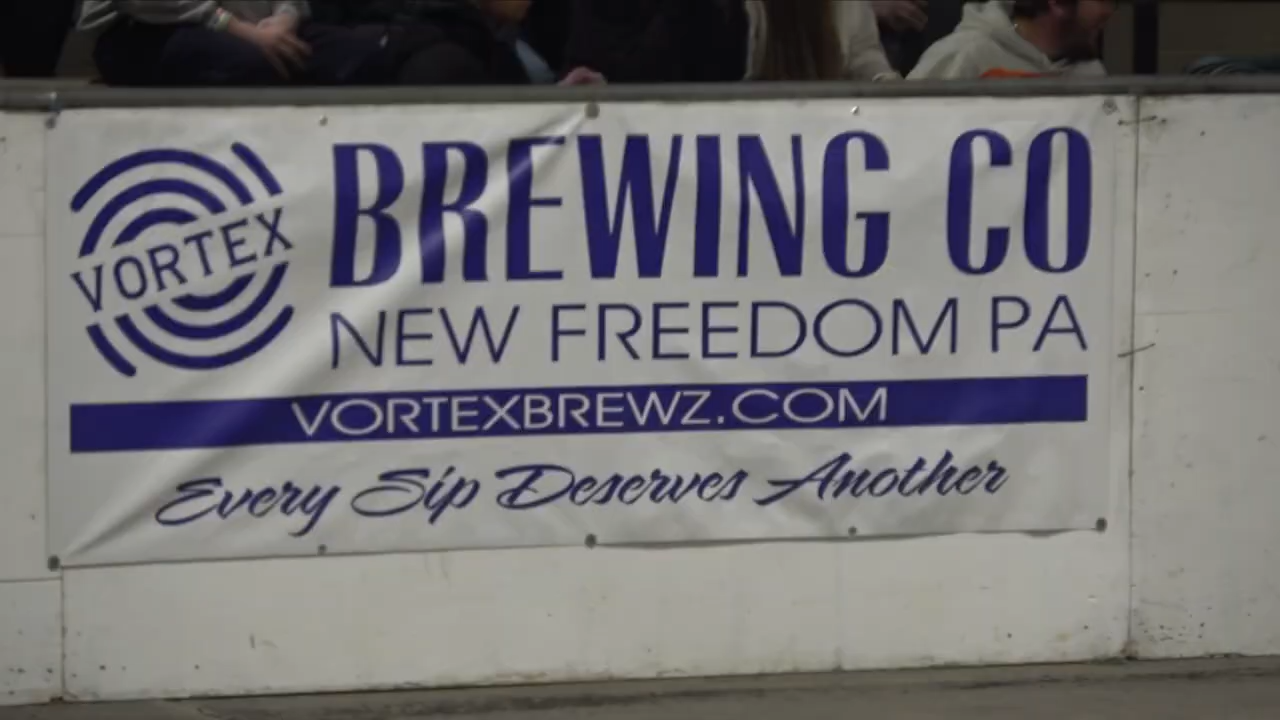 VORTEX
BREWING CO
NEW FREEDOM PA
VORTEXBREWZ.COM
Every Sip Deserves Another